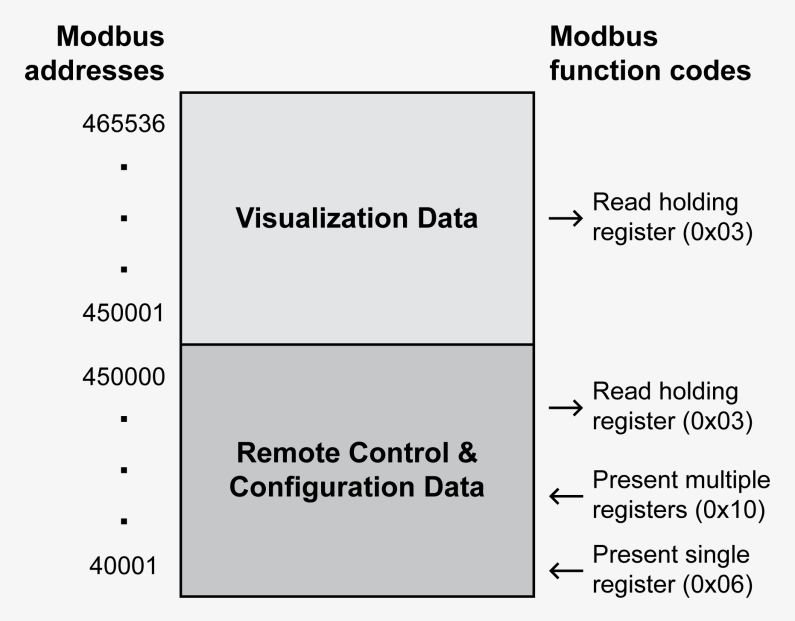 Modbus
addresses
Modbus
function codes
465536
Visualization Data
Read holding
register (0x03)
450001
450000
Read holding
register (0x03)
Remote Control &
Configuration Data
Present multiple
registers (0x10)
40001
Present single
register (0x06)